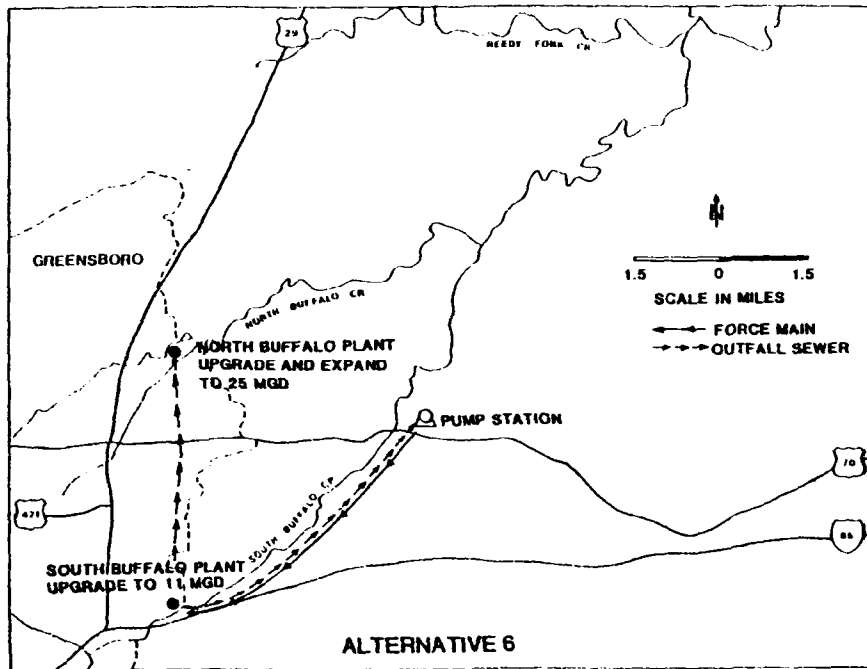 29
REEDY FORK CR
GREENSBORO
N
1.5 0 1.5
SCALE IN MILES
FORCE MAIN
OUTFALL SEWER
NORTH BUFFALO CR
NORTH BUFFALO PLANT
UPGRADE AND EXPAND
TO 25 MGD
PUMP STATION
70
421
85
SOUTH BUFFALO CR
SOUTH BUFFALO PLANT
UPGRADE TO 11 MGD
ALTERNATIVE 6